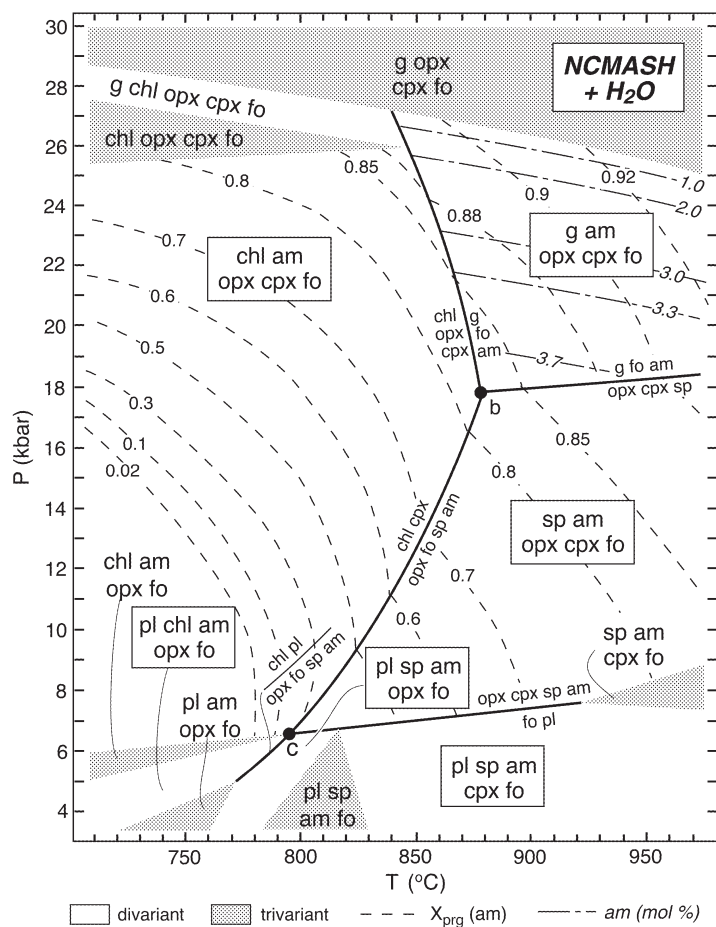 30
28
26
24
22
20
18
16
14
12
10
8
6
4
P (kbar)
NCMASH
+ H2O
g opx
cpx fo
g chl opx cpx fo
chl opx cpx fo
0.8
0.85
0.92
0.9
0.88
1.0
2.0
3.0
3.3
3.7
0.7
chl am
opx cpx fo
g am
opx cpx fo
0.6
0.5
0.3
0.1
0.02
chl g
opx fo
cpx am
g fo am
opx cpx sp
b
0.85
0.8
sp am
opx cpx fo
chl cpx
opx fo sp am
0.7
0.6
chl am
opx fo
pl chl am
opx fo
pl am
opx fo
chl pl
opx fo sp am
pl sp am
opx fo
sp am
cpx fo
opx cpx sp am
fo pl
c
pl sp am
cpx fo
pl sp
am fo
750 800 850 900 950
T (°C)
divariant trivariant Xprg (am) am (mol %)